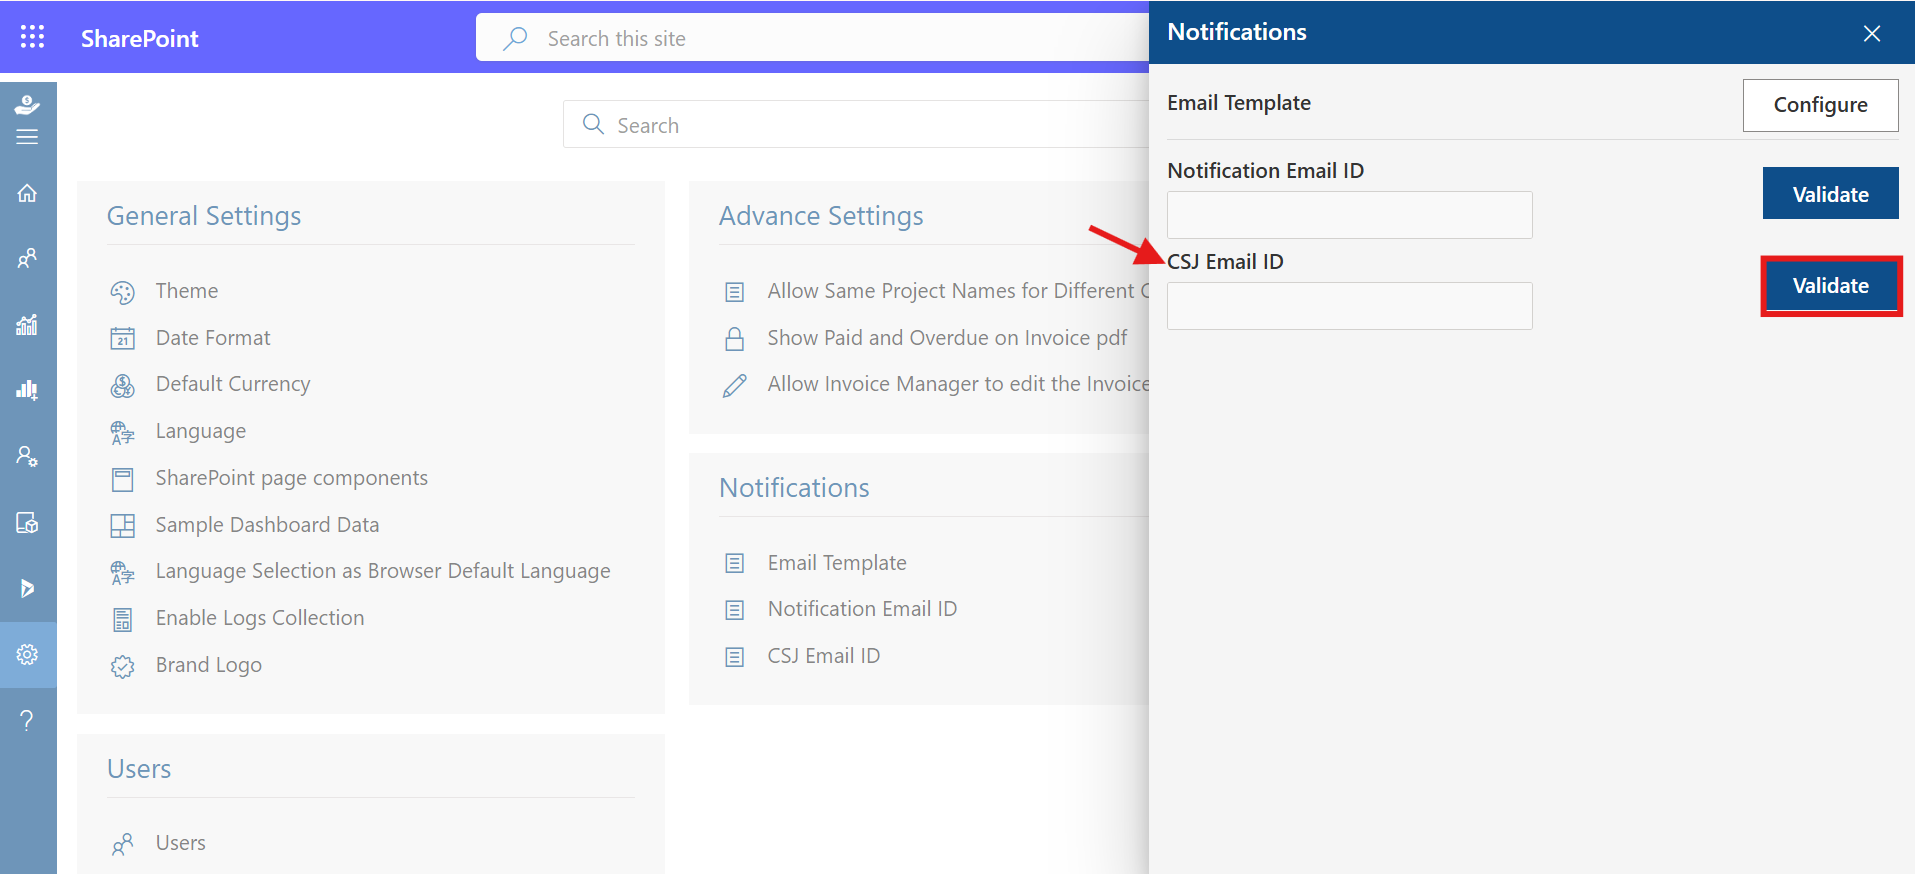 SharePoint
Search this site
Search
General Settings
Theme
Date Format
Default Currency
Language
SharePoint page components
Sample Dashboard Data
Language Selection as Browser Default Language
Enable Logs Collection
Brand Logo
Users
Users
Advance Settings
Allow Same Project Names for Different
Show Paid and Overdue on Invoice pdf
Allow Invoice Manager to edit the Invoice
Notifications
Email Template
Notification Email ID
CSJ Email ID
Notifications
Email Template
Configure
Notification Email ID
Validate
CSJ Email ID
Validate